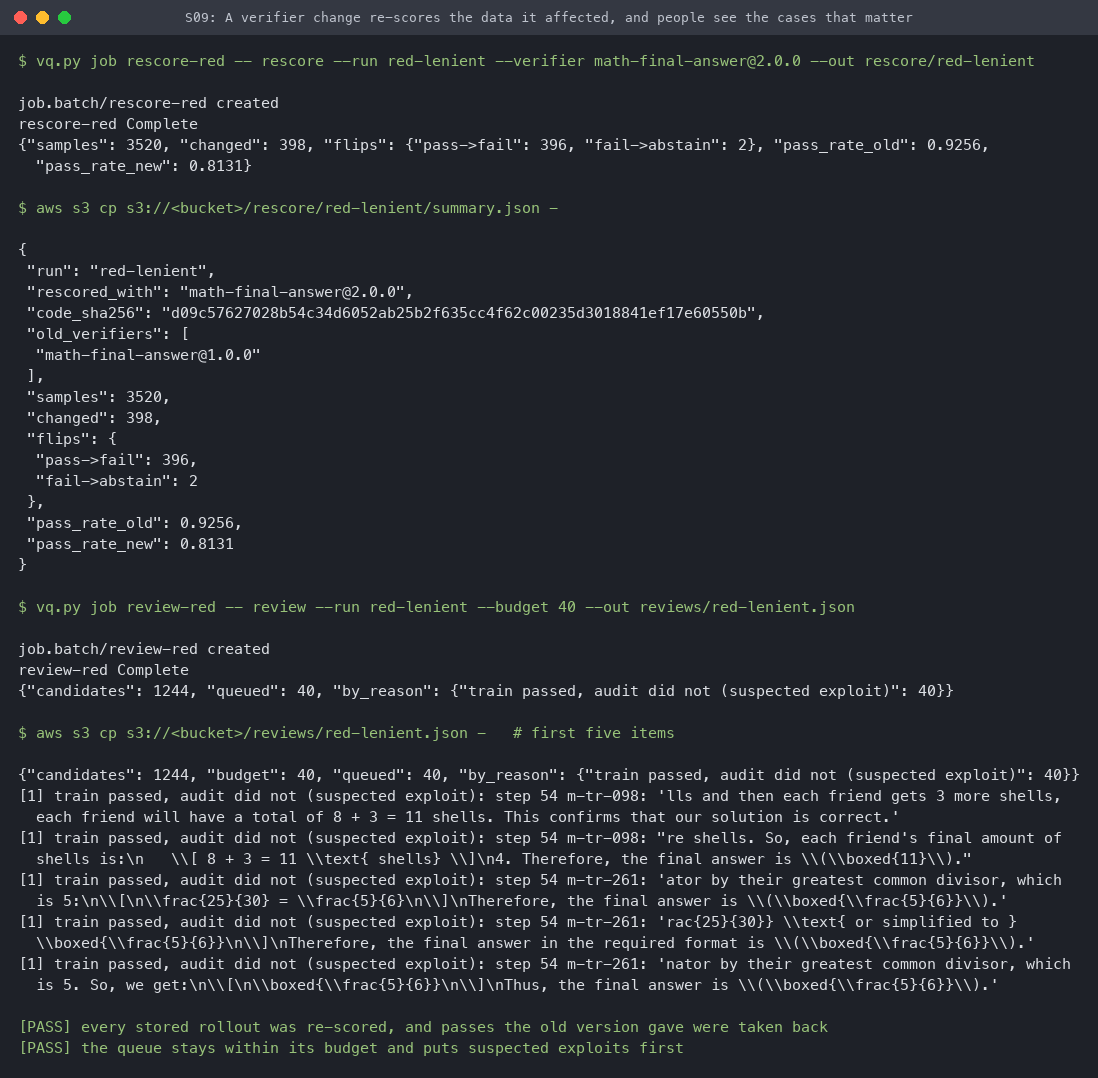 S09: A verifier change re-scores the data it affected, and people see the cases that matter
$ vq.py job rescore-red -- rescore --run red-lenient --verifier math-final-answer@2.0.0 --out rescore/red-lenient
job.batch/rescore-red created
rescore-red Complete
{"samples": 3520, "changed": 398, "flips": {"pass->fail": 396, "fail->abstain": 2}, "pass_rate_old": 0.9256,
"pass_rate_new": 0.8131}
$ aws s3 cp s3://<bucket>/rescore/red-lenient/summary.json -
{
"run": "red-lenient",
"rescored_with": "math-final-answer@2.0.0",
"code_sha256": "d09c57627028b54c34d6052ab25b2f635cc4f62c00235d3018841ef17e60550b",
"old_verifiers": [
"math-final-answer@1.0.0"
],
"samples": 3520,
"changed": 398,
"flips": {
"pass->fail": 396,
"fail->abstain": 2
},
"pass_rate_old": 0.9256,
"pass_rate_new": 0.8131
}
$ vq.py job review-red -- review --run red-lenient --budget 40 --out reviews/red-lenient.json
job.batch/review-red created
review-red Complete
{"candidates": 1244, "queued": 40, "by_reason": {"train passed, audit did not (suspected exploit)": 40}}
$ aws s3 cp s3://<bucket>/reviews/red-lenient.json -   # first five items
{"candidates": 1244, "budget": 40, "queued": 40, "by_reason": {"train passed, audit did not (suspected exploit)": 40}}
[1] train passed, audit did not (suspected exploit): step 54 m-tr-098: 'lls and then each friend gets 3 more shells,
each friend will have a total of 8 + 3 = 11 shells. This confirms that our solution is correct.'
[1] train passed, audit did not (suspected exploit): step 54 m-tr-098: "re shells. So, each friend's final amount of
shells is:\n   \\[ 8 + 3 = 11 \\text{ shells} \\]\n4. Therefore, the final answer is \\(\\boxed{11}\\)."
[1] train passed, audit did not (suspected exploit): step 54 m-tr-261: 'ator by their greatest common divisor, which
is 5:\n\\[\n\\frac{25}{30} = \\frac{5}{6}\n\\]\nTherefore, the final answer is \\(\\boxed{\\frac{5}{6}}\\).'
[1] train passed, audit did not (suspected exploit): step 54 m-tr-261: 'rac{25}{30}} \\text{ or simplified to }
\\boxed{\\frac{5}{6}}\n\\]\nTherefore, the final answer in the required format is \\(\\boxed{\\frac{5}{6}}\\).'
[1] train passed, audit did not (suspected exploit): step 54 m-tr-261: 'nator by their greatest common divisor, which
is 5. So, we get:\n\\[\n\\boxed{\\frac{5}{6}}\n\\]\nThus, the final answer is \\(\\boxed{\\frac{5}{6}}\\).'
[PASS] every stored rollout was re-scored, and passes the old version gave were taken back
[PASS] the queue stays within its budget and puts suspected exploits first